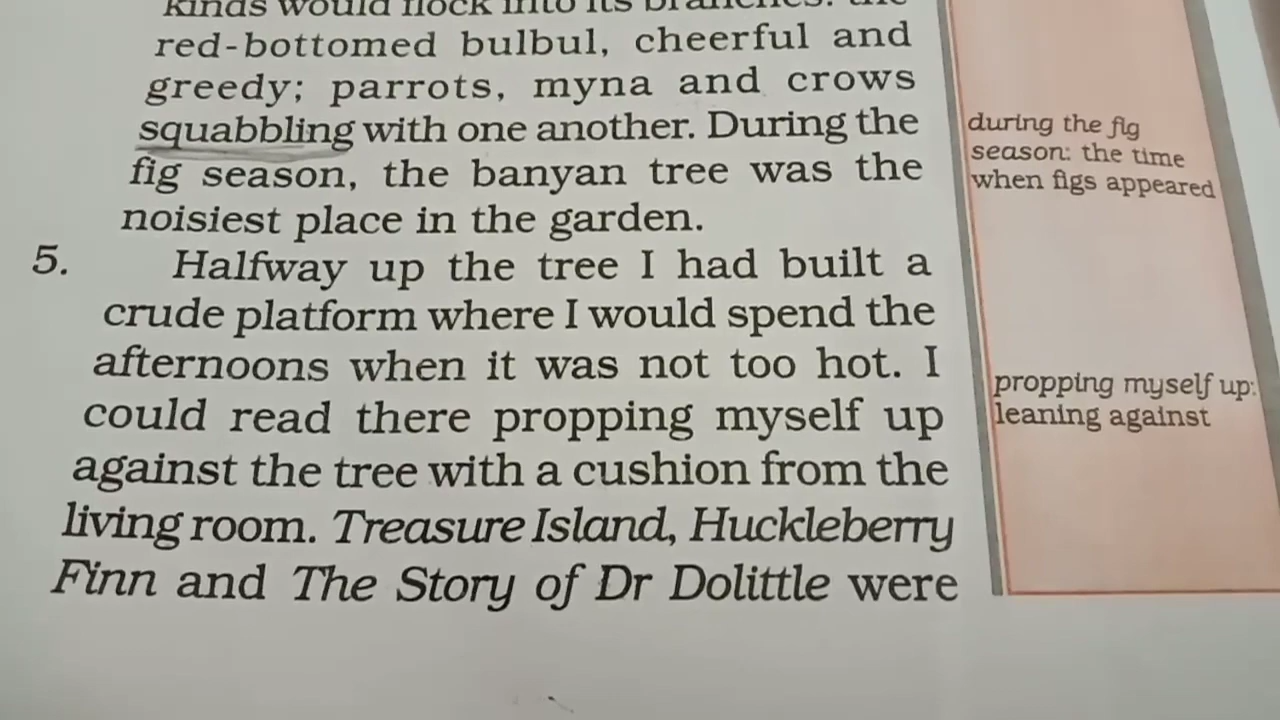 kinds would flock into its branches: the
red-bottomed bulbul, cheerful and
greedy; parrots, myna and crows
squabbling with one another. During the
fig season, the banyan tree was the
noisiest place in the garden.
5. Halfway up the tree I had built a
crude platform where I would spend the
afternoons when it was not too hot. I
could read there propping myself up
against the tree with a cushion from the
living room. Treasure Island, Huckleberry
Finn and The Story of Dr Dolittle were
during the fig
season: the time
when figs appeared
propping myself up:
leaning against